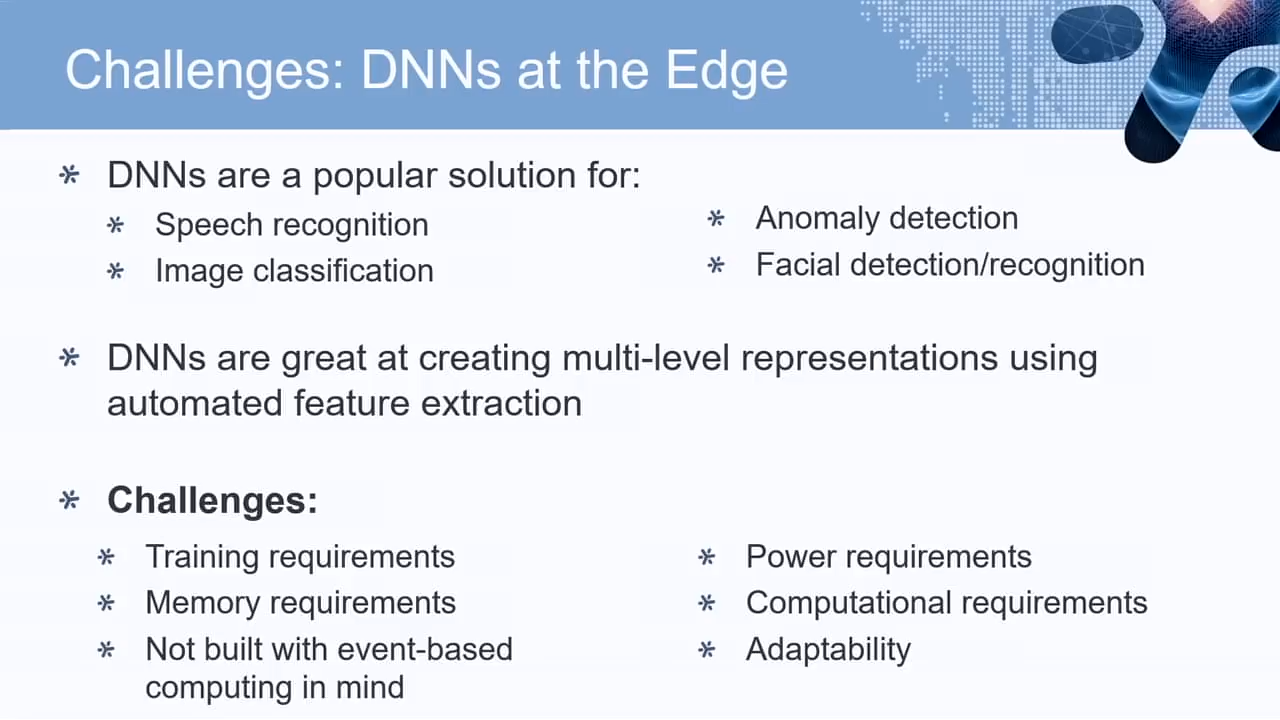 Challenges: DNNs at the Edge
DNNs are a popular solution for:
Speech recognition
Image classification
Anomaly detection
Facial detection/recognition
DNNs are great at creating multi-level representations using
automated feature extraction
Challenges:
Training requirements
Memory requirements
Not built with event-based
computing in mind
Power requirements
Computational requirements
Adaptability